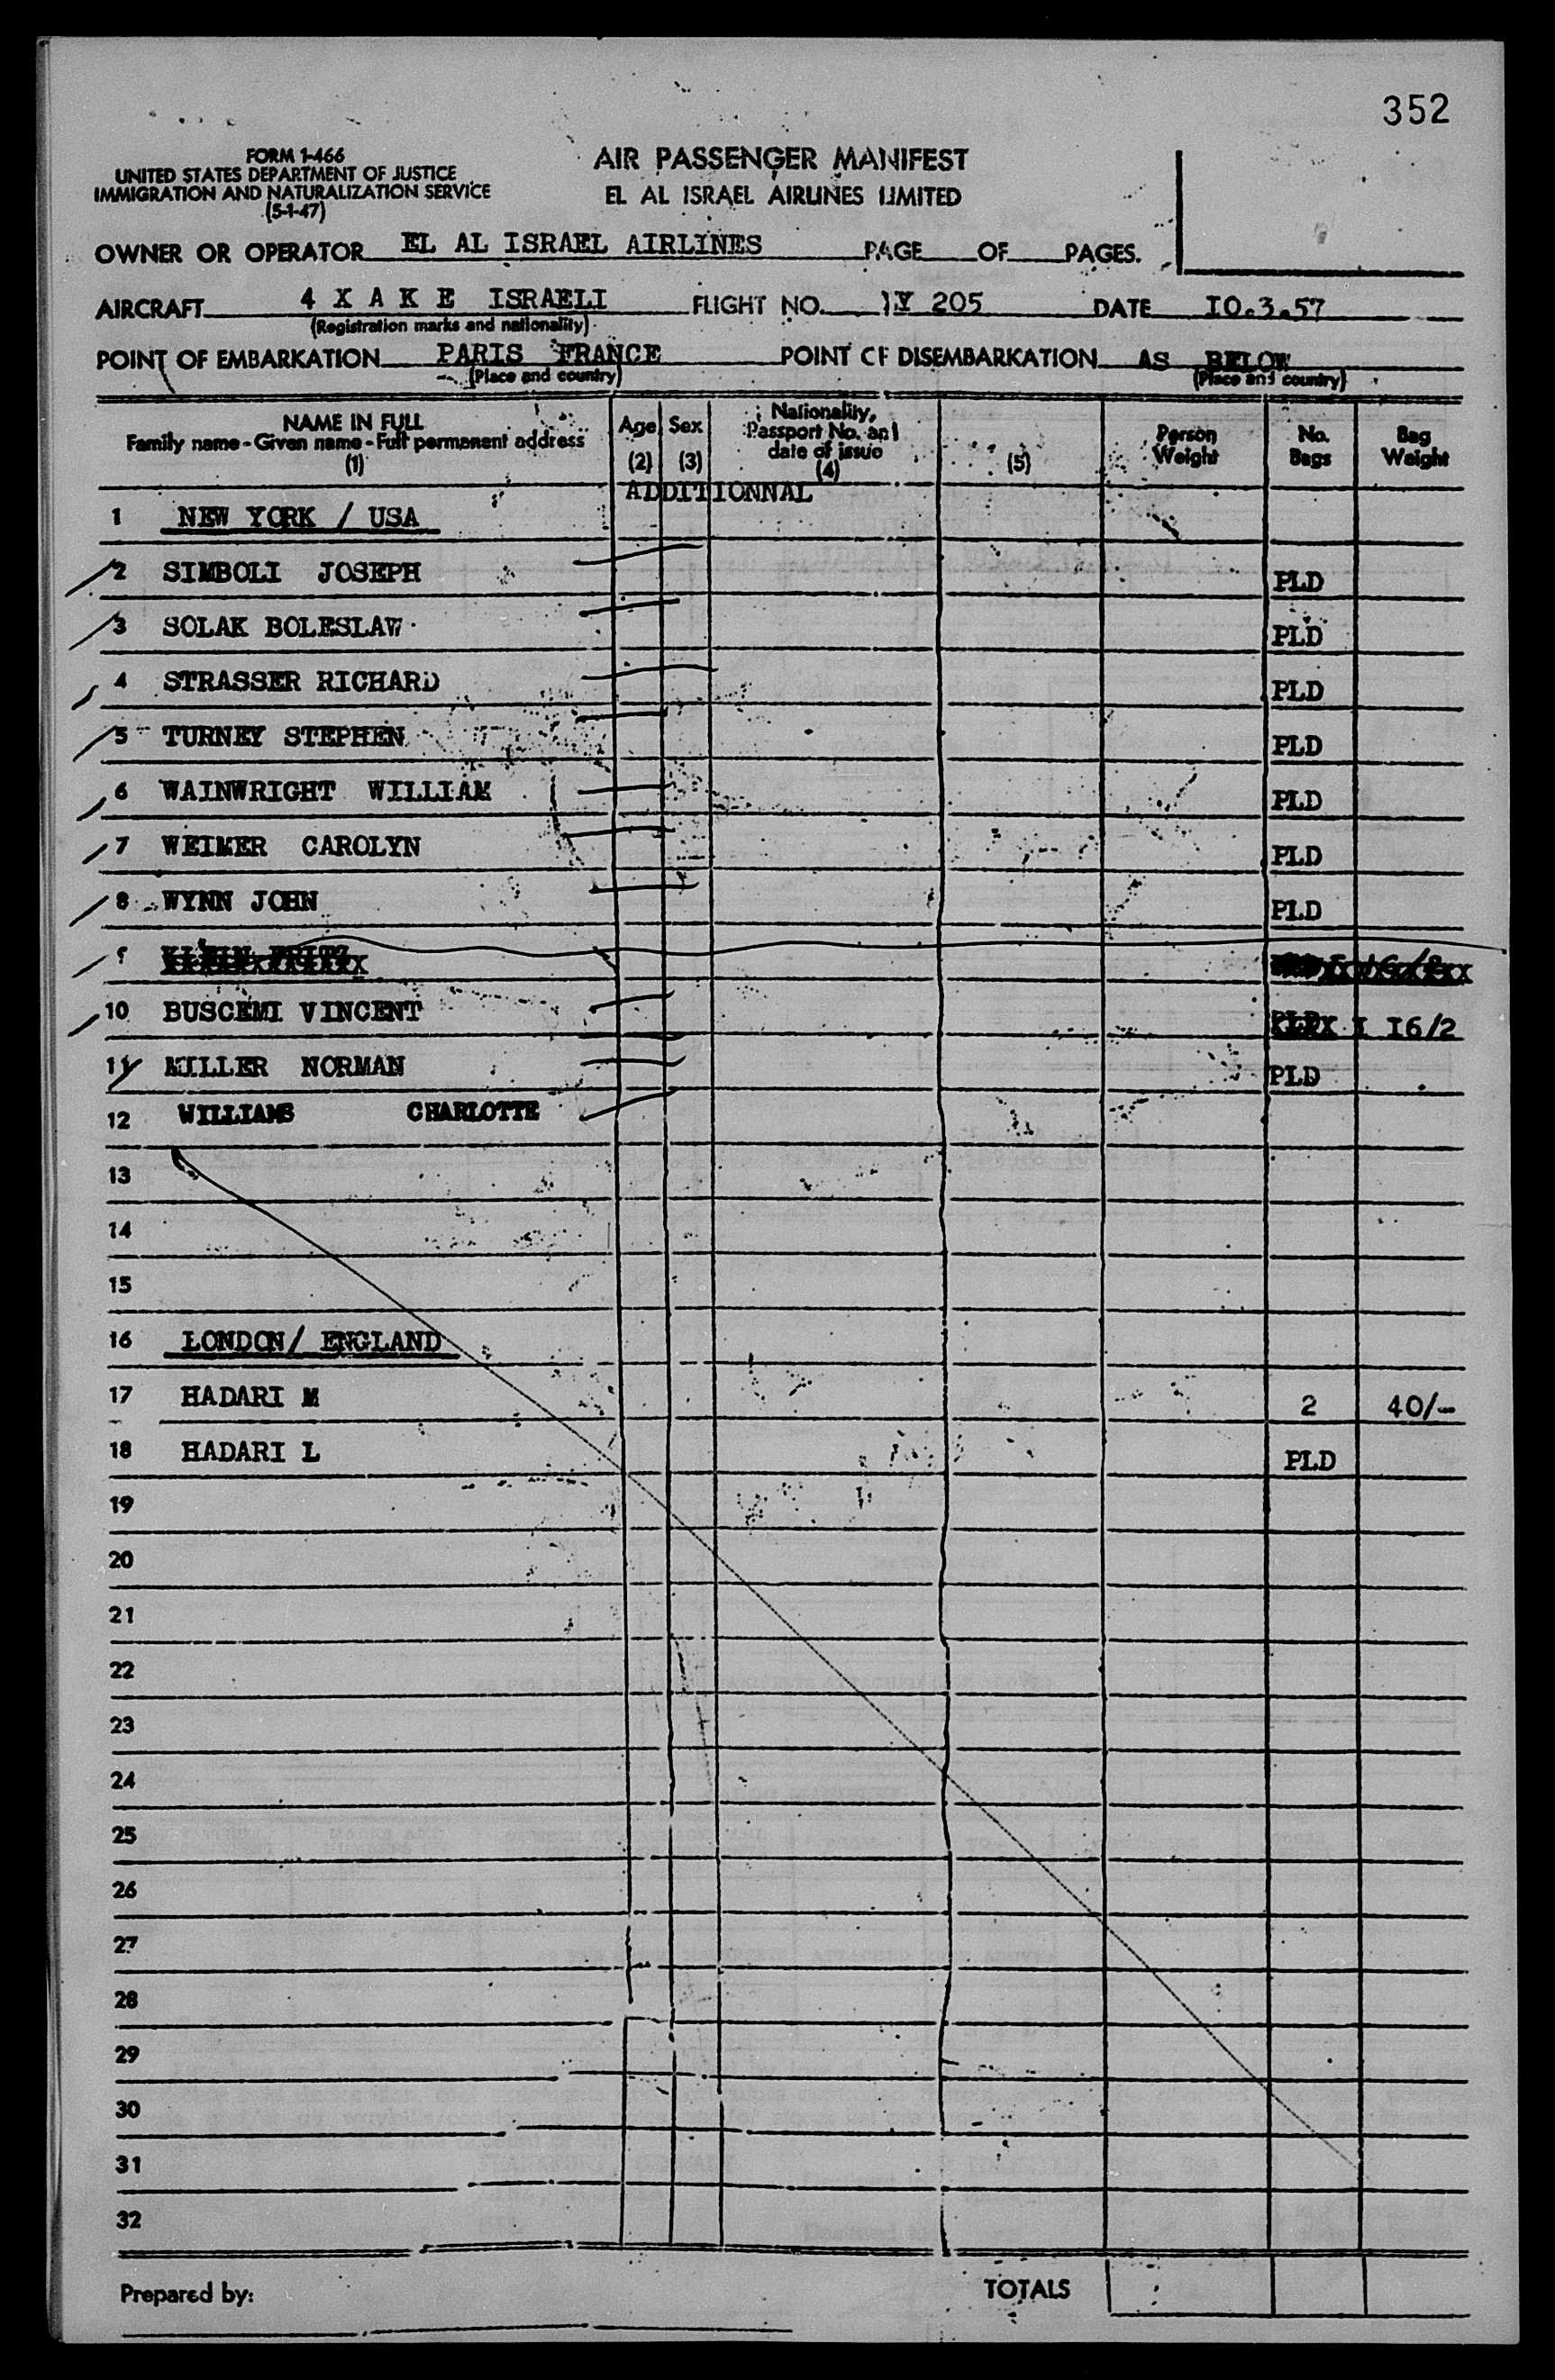 352
FORM I-466
UNITED STATES DEPARTMENT OF JUSTICE
IMMIGRATION AND NATURALIZATION SERVICE
(5-1-47)
AIR PASSENGER MANIFEST
EL AL ISRAEL AIRLINES LIMITED
OWNER OR OPERATOR EL AL ISRAEL AIRLINES PAGE OF PAGES.
AIRCRAFT 4 X A K E ISRAELI FLIGHT NO. 205 DATE IO.3.57
(Registration marks and nationality)
POINT OF EMBARKATION PARIS FRANCE POINT OF DISEMBARKATION AS BELOW
(Place and country) (Place and country)
NAME IN FULL
Family name - Given name - Full permanent address
(1)
Age
(2)
Sex
(3)
Nationality,
Passport No. and
date of issue
(4)
(5)
Person
Weight
No.
Bags
Bag
Weight
ADDITIONNAL
1 NEW YORK / USA
2 SIMBOLI JOSEPH PLD
3 SOLAK BOLESLAW PLD
4 STRASSER RICHARD PLD
5 TURNEY STEPHEN PLD
6 WAINWRIGHT WILLIAM PLD
7 WEIMER CAROLYN PLD
8 WYNN JOHN PLD
9 KLEIN FRITZ
10 BUSCEMI VINCENT PLD I I6/2
11 MILLER NORMAN PLD
12 WILLIAMS CHARLOTTE
13
14
15
16 LONDON/ ENGLAND
17 HADARI M 2 40/-
18 HADARI L PLD
19
20
21
22
23
24
25
26
27
28
29
30
31
32
Prepared by: TOTALS